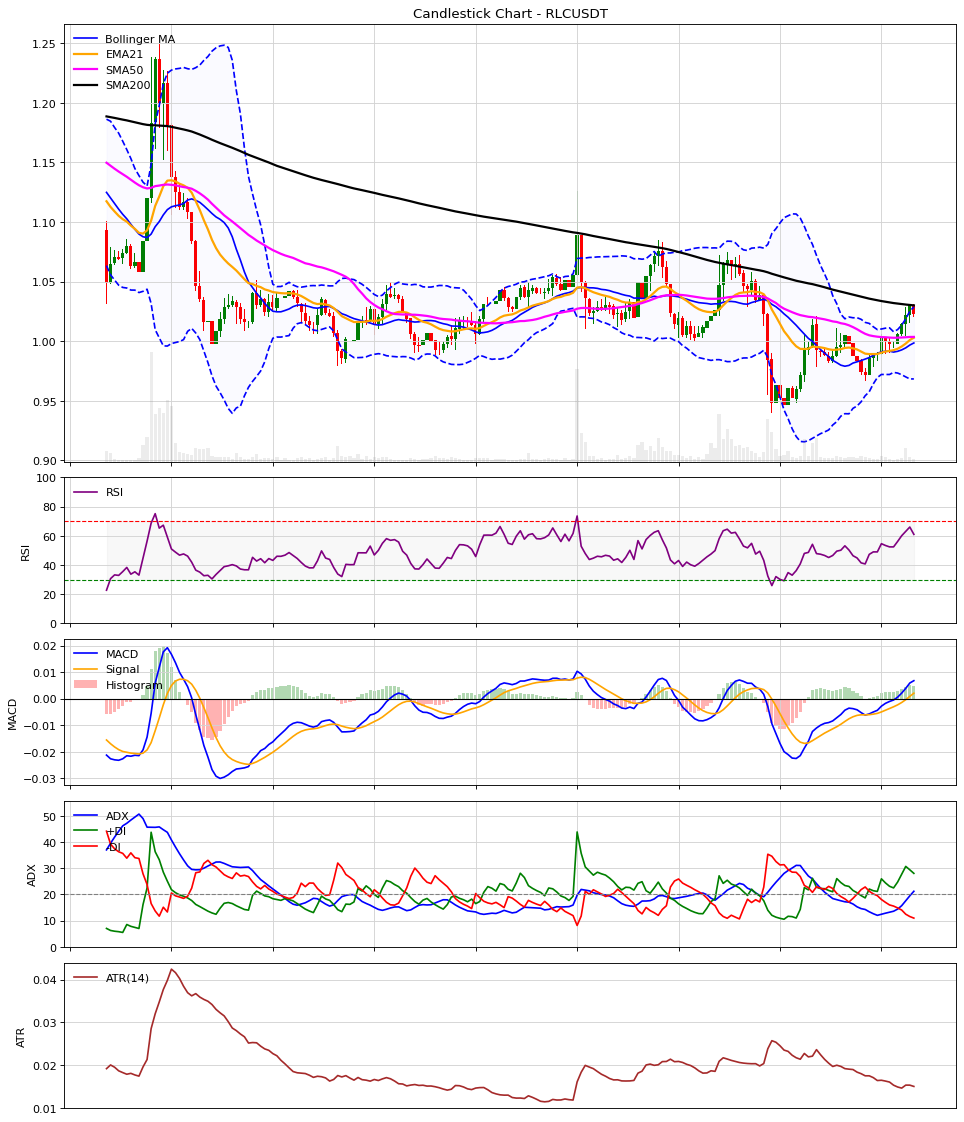 Candlestick Chart - RLCUSDT
Bollinger MA
EMA21
SMA50
SMA200
1.25
1.20
1.15
1.10
1.05
1.00
0.95
0.90
RSI
RSI
100
80
60
40
20
0
MACD
Signal
Histogram
MACD
0.02
0.01
0.00
−0.01
−0.02
−0.03
ADX
+DI
-DI
ADX
50
40
30
20
10
0
ATR(14)
ATR
0.04
0.03
0.02
0.01